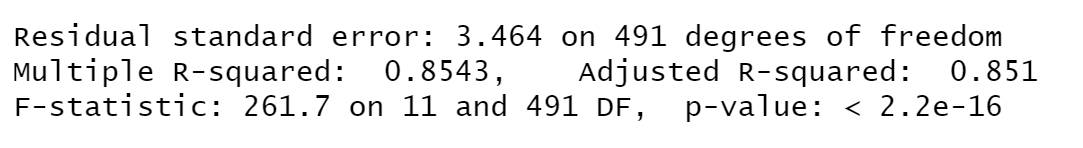 Residual standard error: 3.464 on 491 degrees of freedom
Multiple R-squared:  0.8543,    Adjusted R-squared:  0.851
F-statistic: 261.7 on 11 and 491 DF,  p-value: < 2.2e-16